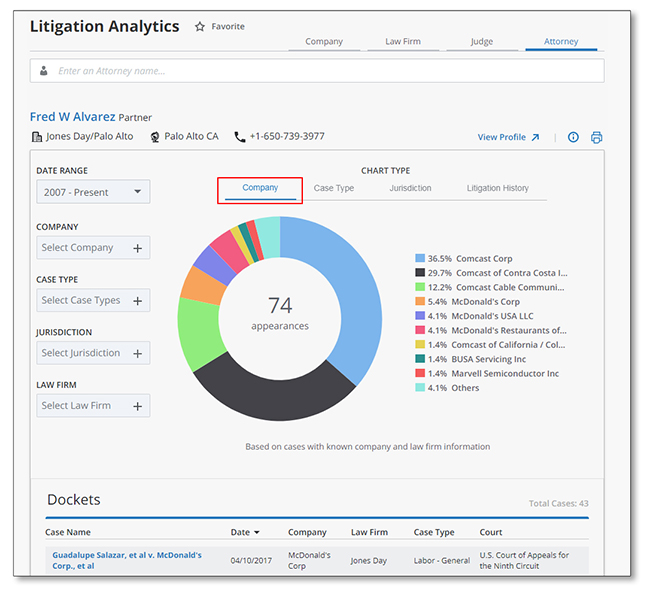 Litigation Analytics Favorite
Company Law Firm Judge Attorney
Enter an Attorney name...
Fred W Alvarez Partner
Jones Day/Palo Alto Palo Alto CA +1-650-739-3977 View Profile
DATE RANGE
2007 - Present
COMPANY
Select Company +
CASE TYPE
Select Case Types +
JURISDICTION
Select Jurisdiction +
LAW FIRM
Select Law Firm +
CHART TYPE
Company Case Type Jurisdiction Litigation History
74
appearances
36.5% Comcast Corp
29.7% Comcast of Contra Costa I...
12.2% Comcast Cable Communi...
5.4% McDonald's Corp
4.1% McDonald's USA LLC
4.1% McDonald's Restaurants of...
1.4% Comcast of California / Col...
1.4% BUSA Servicing Inc
1.4% Marvell Semiconductor Inc
4.1% Others
Based on cases with known company and law firm information
Dockets Total Cases: 43
Case Name Date Company Law Firm Case Type Court
Guadalupe Salazar, et al v. McDonald's
Corp., et al
04/10/2017
McDonald's
Corp
Jones Day
Labor - General
U.S. Court of Appeals for
the Ninth Circuit